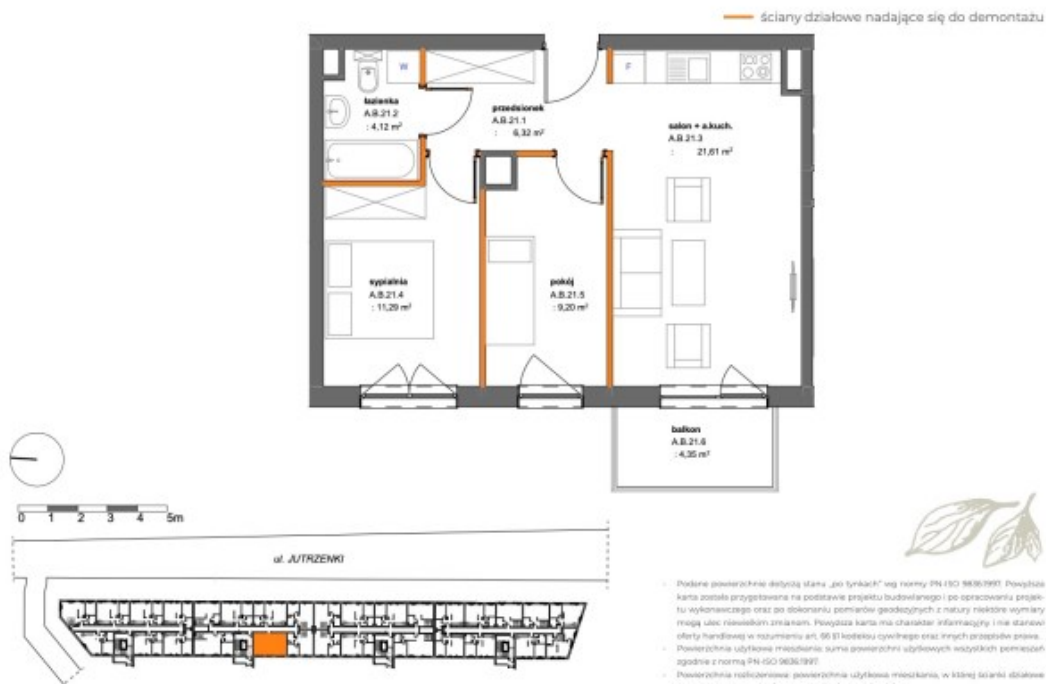 ściany działowe nadające się do demontażu
W
łazienka
A.B.21.2
: 4,12 m²
przedsionek
A.B.21.1
: 6,32 m²
F
salon + a.kuch.
A.B.21.3
: 21,61 m²
sypialnia
A.B.21.4
: 11,29 m²
pokój
A.B.21.5
: 9,20 m²
balkon
A.B.21.6
: 4,35 m²
0 1 2 3 4 5m
ul. JUTRZENKI
- Podane powierzchnie dotyczą stanu „po tynkach” wg normy PN-ISO 9836:1997. Powyższa
karta została przygotowana na podstawie projektu budowlanego i po opracowaniu projek-
tu wykonawczego oraz po dokonaniu pomiarów geodezyjnych z natury niektóre wymiary
mogą ulec niewielkim zmianom. Powyższa karta ma charakter informacyjny i nie stanowi
oferty handlowej w rozumieniu art. 66 §1 kodeksu cywilnego oraz innych przepisów prawa.
- Powierzchnia użytkowa mieszkania: suma powierzchni użytkowych wszystkich pomieszczeń
zgodnie z normą PN-ISO 9836:1997.
- Powierzchnia rozliczeniowa: powierzchnia użytkowa mieszkania, w której ścianki działowe